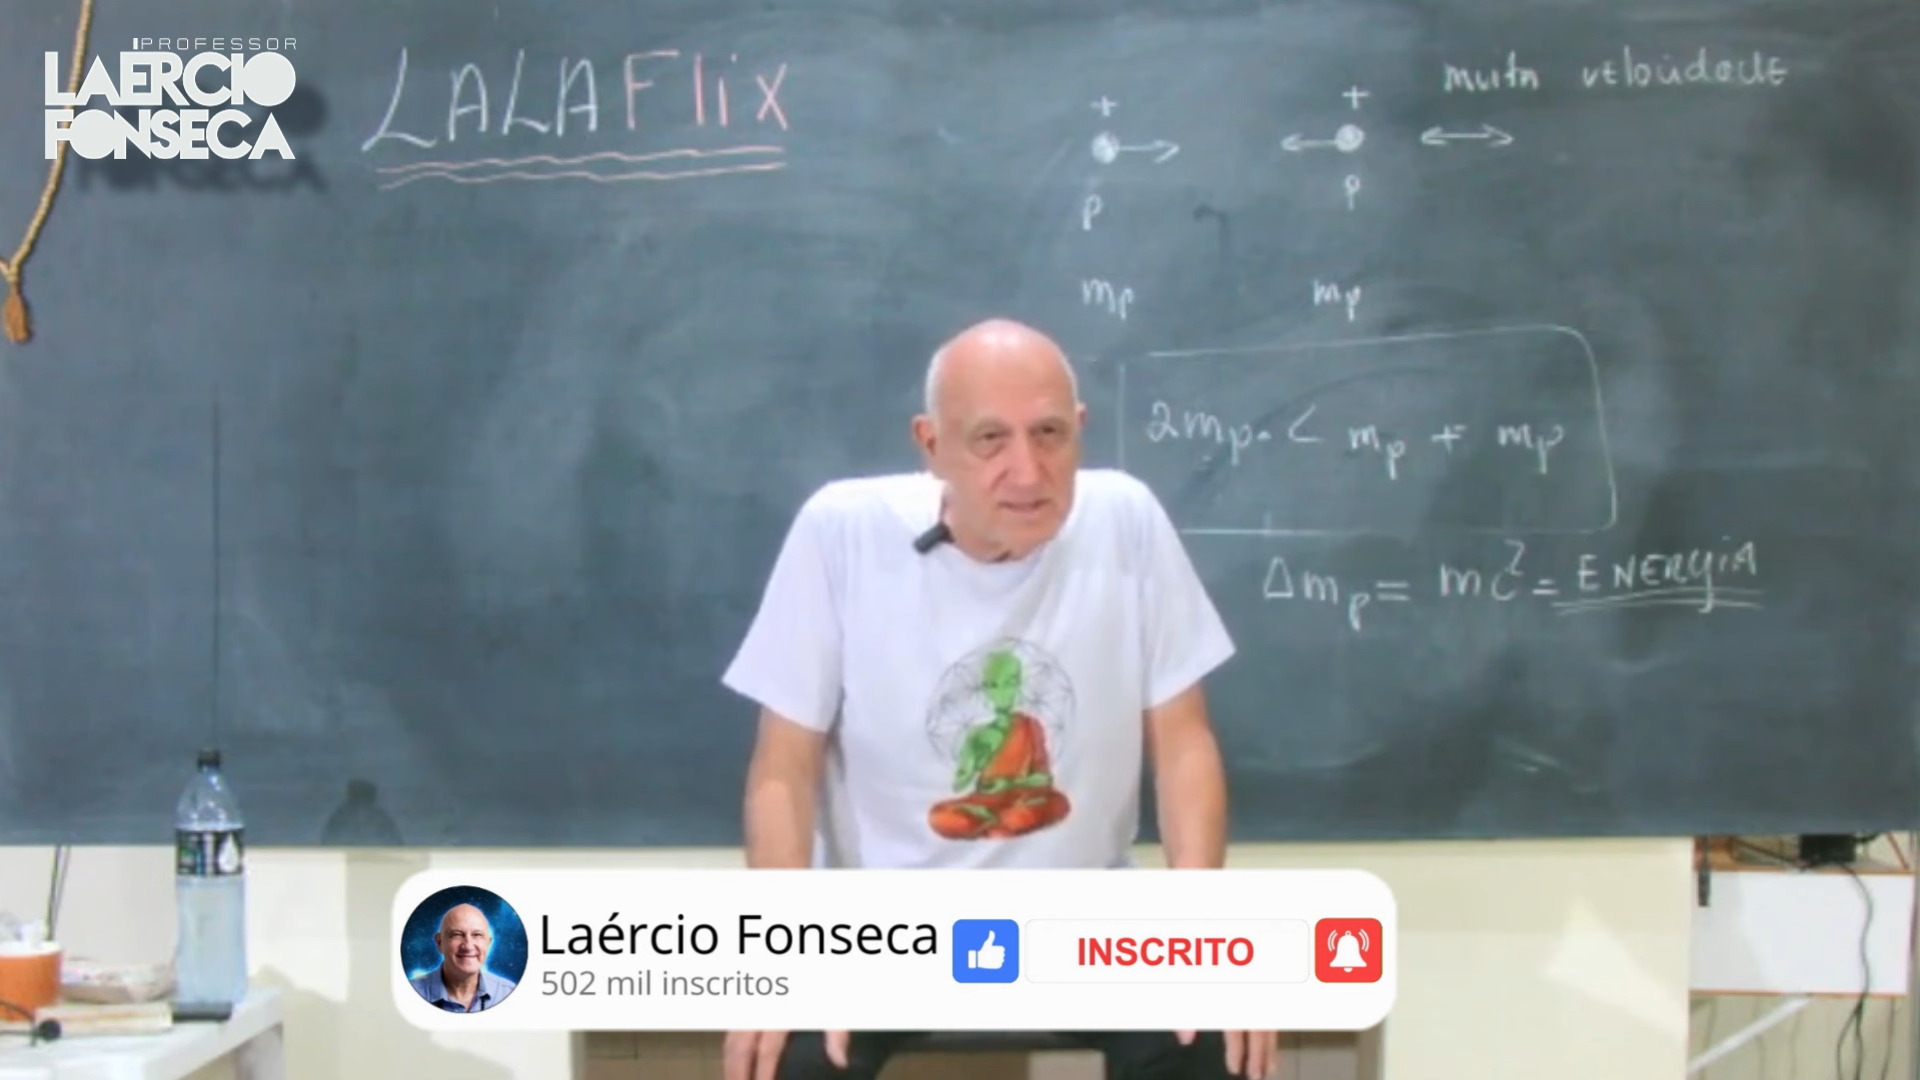 PROFESSOR
LAÉRCIO
FONSECA
LALAFlix
muita velocidade
+ +
p p
mp mp
2mp < mp + mp
Δmp = mc² = ENERGIA
Laércio Fonseca
502 mil inscritos
INSCRITO